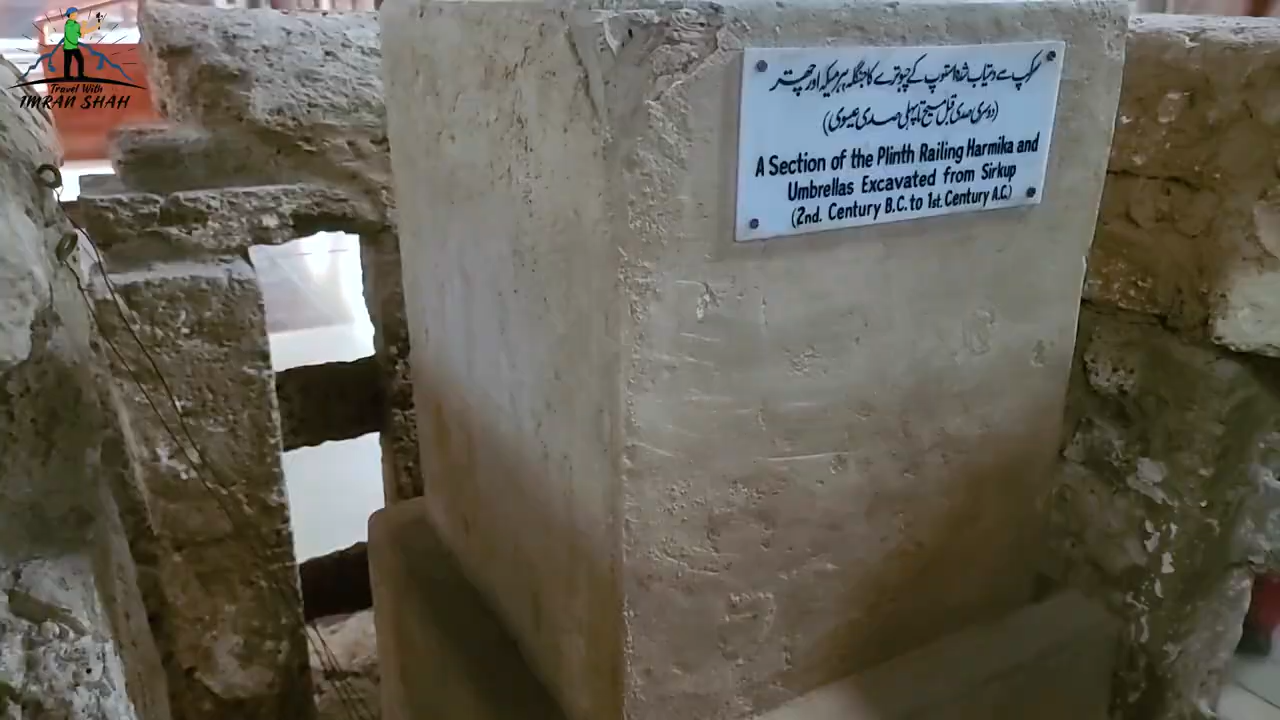 Travel With
IMRAN SHAH
سرکپ سے دستیاب شدہ استوپ کے چبوترے کا جنگلہ ہرمیکہ اور چھتر
(دوسری صدی قبل مسیح تا پہلی صدی عیسوی)
A Section of the Plinth Railing Harmika and
Umbrellas Excavated from Sirkup
(2nd. Century B.C. to 1st. Century A.C.)